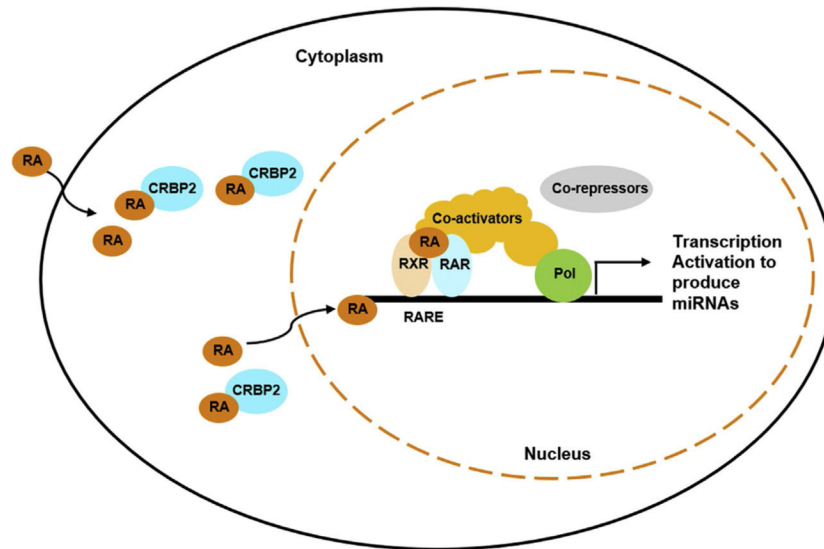 Cytoplasm
RA
CRBP2
RA
CRBP2
RA
RA
Co-repressors
Co-activators
RA
RXR
RAR
Pol
Transcription
Activation to
produce
miRNAs
RA
RARE
RA
CRBP2
RA
Nucleus